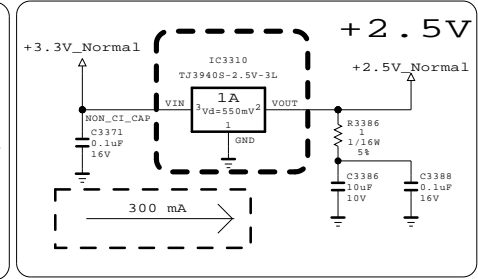 +2.5V
+3.3V_Normal
IC3310
TJ3940S-2.5V-3L
+2.5V_Normal
1A
VIN
3
Vd=550mV
2
VOUT
NON_CI_CAP
1
GND
C3371
0.1uF
16V
R3386
1
1/16W
5%
C3386
10uF
10V
C3388
0.1uF
16V
300 mA